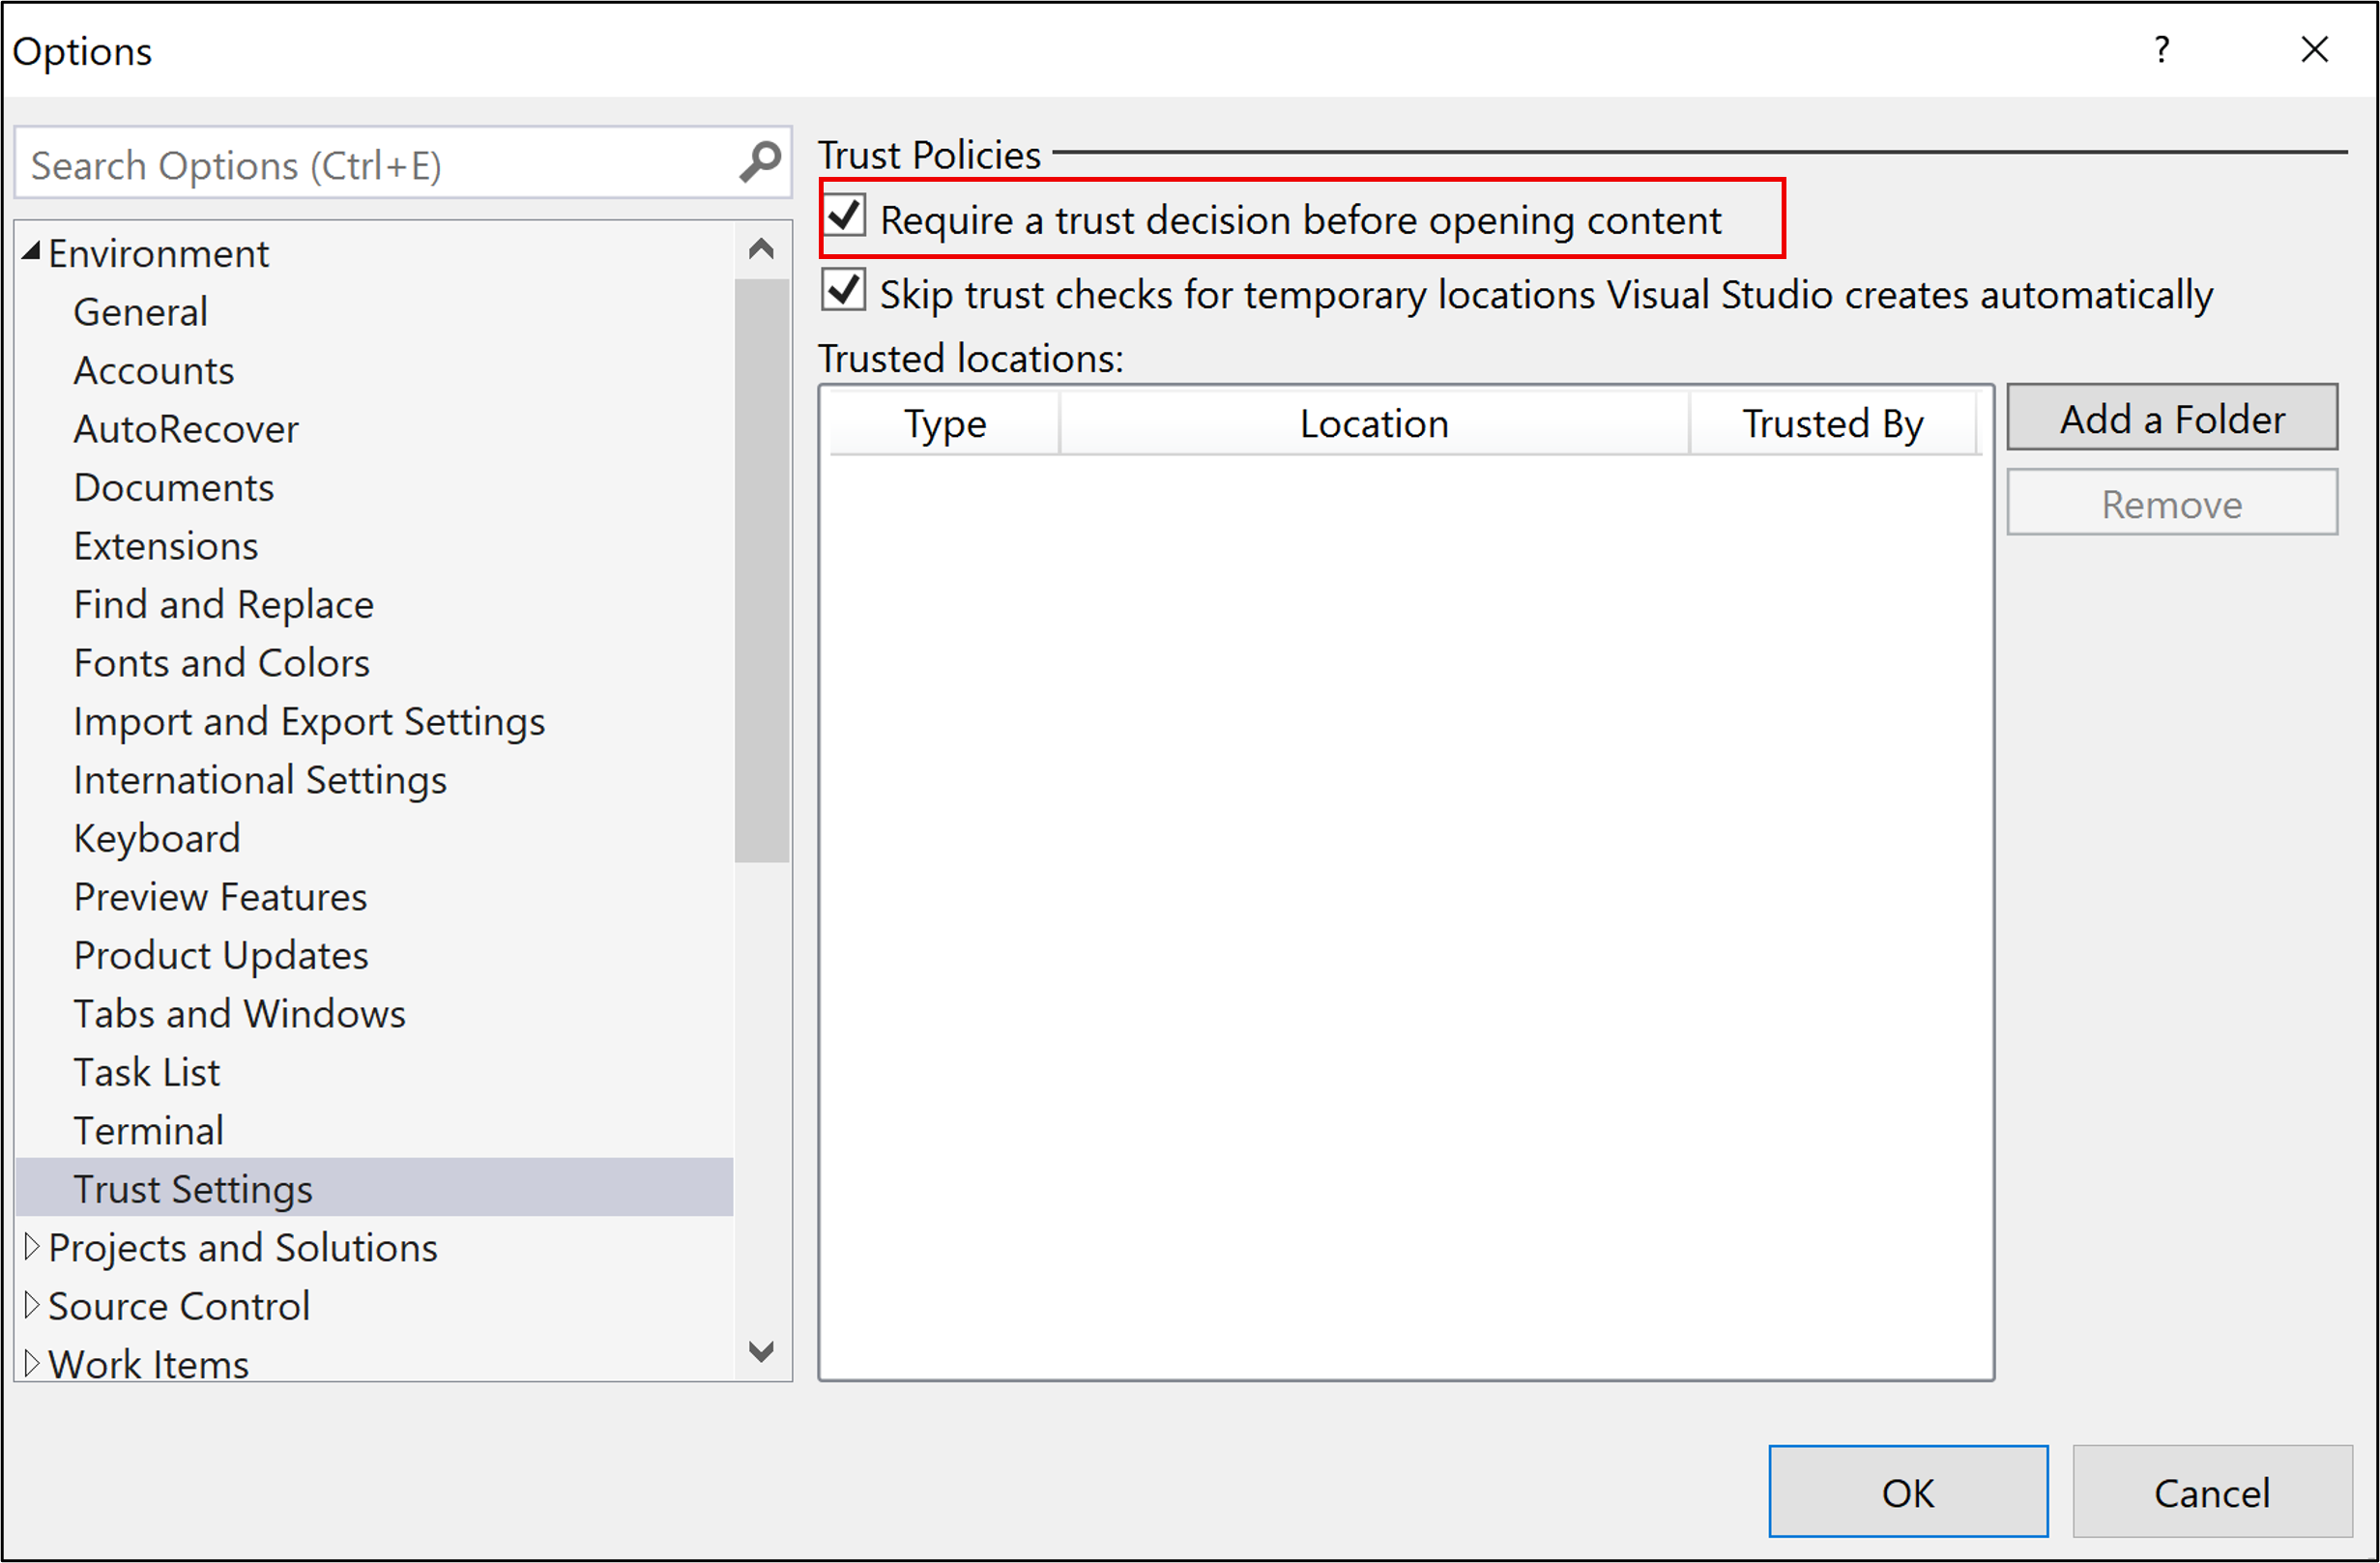 Options
?
Search Options (Ctrl+E)
Environment
General
Accounts
AutoRecover
Documents
Extensions
Find and Replace
Fonts and Colors
Import and Export Settings
International Settings
Keyboard
Preview Features
Product Updates
Tabs and Windows
Task List
Terminal
Trust Settings
Projects and Solutions
Source Control
Work Items
Trust Policies
Require a trust decision before opening content
Skip trust checks for temporary locations Visual Studio creates automatically
Trusted locations:
Type Location Trusted By
Add a Folder
Remove
OK Cancel